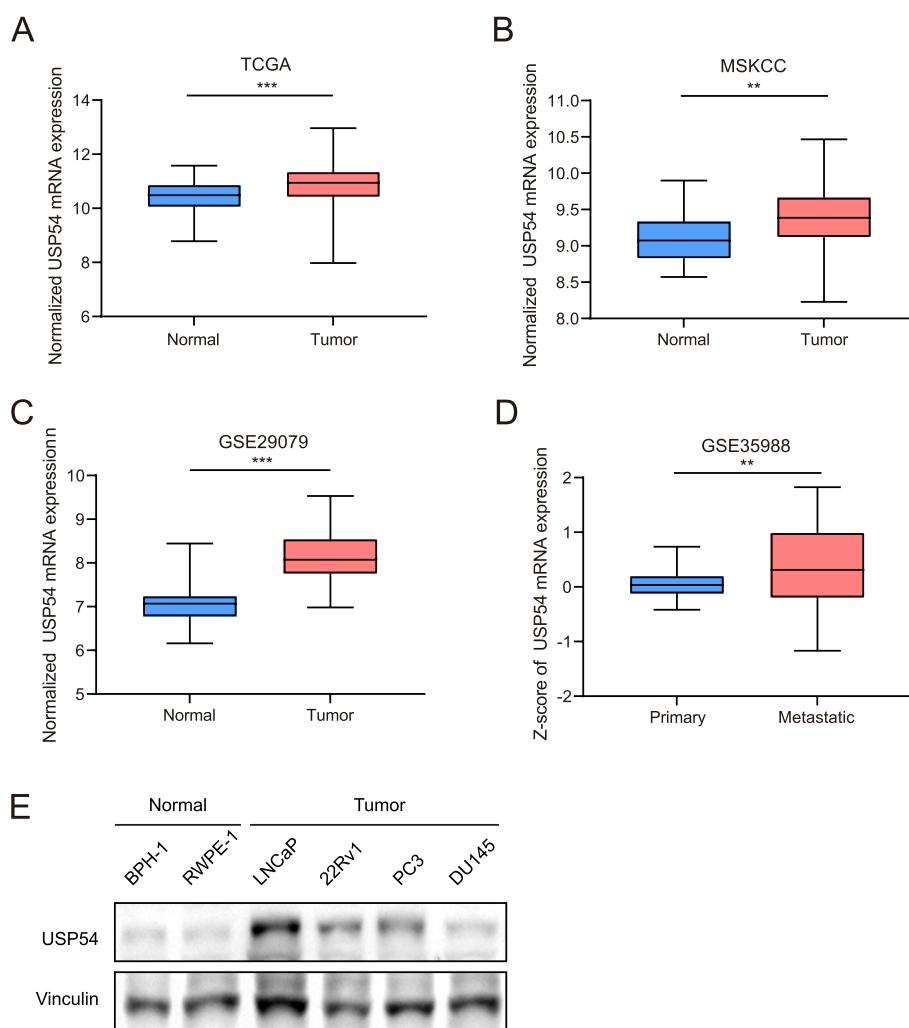 A
TCGA
***
Normalized USP54 mRNA expression
14
12
10
8
6
Normal
Tumor
B
MSKCC
**
Normalized USP54 mRNA expression
11.0
10.5
10.0
9.5
9.0
8.5
8.0
Normal
Tumor
C
GSE29079
***
Normalized USP54 mRNA expressionn
10
9
8
7
6
5
Normal
Tumor
D
GSE35988
**
Z-score of USP54 mRNA expression
2
1
0
-1
-2
Primary
Metastatic
E
Normal
Tumor
BPH-1
RWPE-1
LNCaP
22Rv1
PC3
DU145
USP54
Vinculin